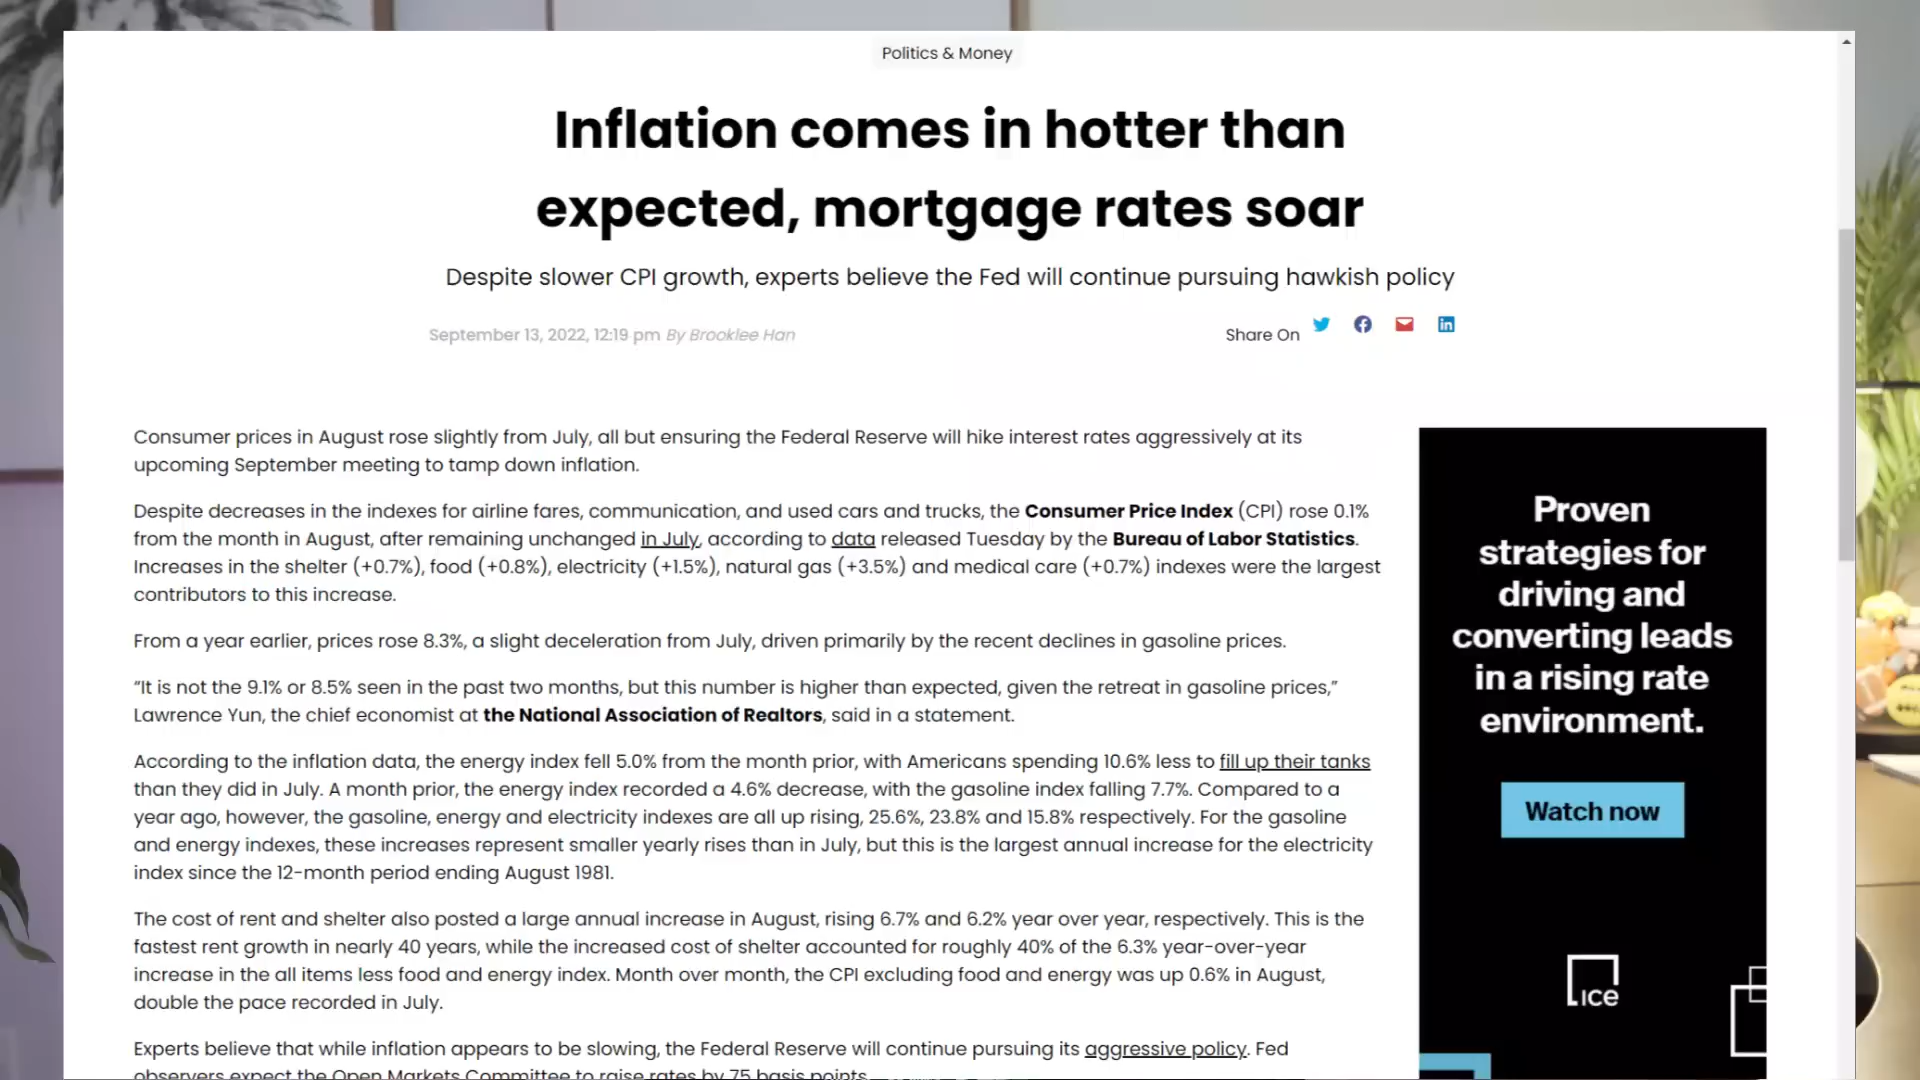 Politics & Money
Inflation comes in hotter than
expected, mortgage rates soar
Despite slower CPI growth, experts believe the Fed will continue pursuing hawkish policy
September 13, 2022, 12:19 pm By Brooklee Han
Share On
Consumer prices in August rose slightly from July, all but ensuring the Federal Reserve will hike interest rates aggressively at its
upcoming September meeting to tamp down inflation.
Despite decreases in the indexes for airline fares, communication, and used cars and trucks, the Consumer Price Index (CPI) rose 0.1%
from the month in August, after remaining unchanged in July, according to data released Tuesday by the Bureau of Labor Statistics.
Increases in the shelter (+0.7%), food (+0.8%), electricity (+1.5%), natural gas (+3.5%) and medical care (+0.7%) indexes were the largest
contributors to this increase.
From a year earlier, prices rose 8.3%, a slight deceleration from July, driven primarily by the recent declines in gasoline prices.
“It is not the 9.1% or 8.5% seen in the past two months, but this number is higher than expected, given the retreat in gasoline prices,”
Lawrence Yun, the chief economist at the National Association of Realtors, said in a statement.
According to the inflation data, the energy index fell 5.0% from the month prior, with Americans spending 10.6% less to fill up their tanks
than they did in July. A month prior, the energy index recorded a 4.6% decrease, with the gasoline index falling 7.7%. Compared to a
year ago, however, the gasoline, energy and electricity indexes are all up rising, 25.6%, 23.8% and 15.8% respectively. For the gasoline
and energy indexes, these increases represent smaller yearly rises than in July, but this is the largest annual increase for the electricity
index since the 12-month period ending August 1981.
The cost of rent and shelter also posted a large annual increase in August, rising 6.7% and 6.2% year over year, respectively. This is the
fastest rent growth in nearly 40 years, while the increased cost of shelter accounted for roughly 40% of the 6.3% year-over-year
increase in the all items less food and energy index. Month over month, the CPI excluding food and energy was up 0.6% in August,
double the pace recorded in July.
Experts believe that while inflation appears to be slowing, the Federal Reserve will continue pursuing its aggressive policy. Fed
observers expect the Open Markets Committee to raise rates by 75 basis points
Proven
strategies for
driving and
converting leads
in a rising rate
environment.
Watch now
ICE